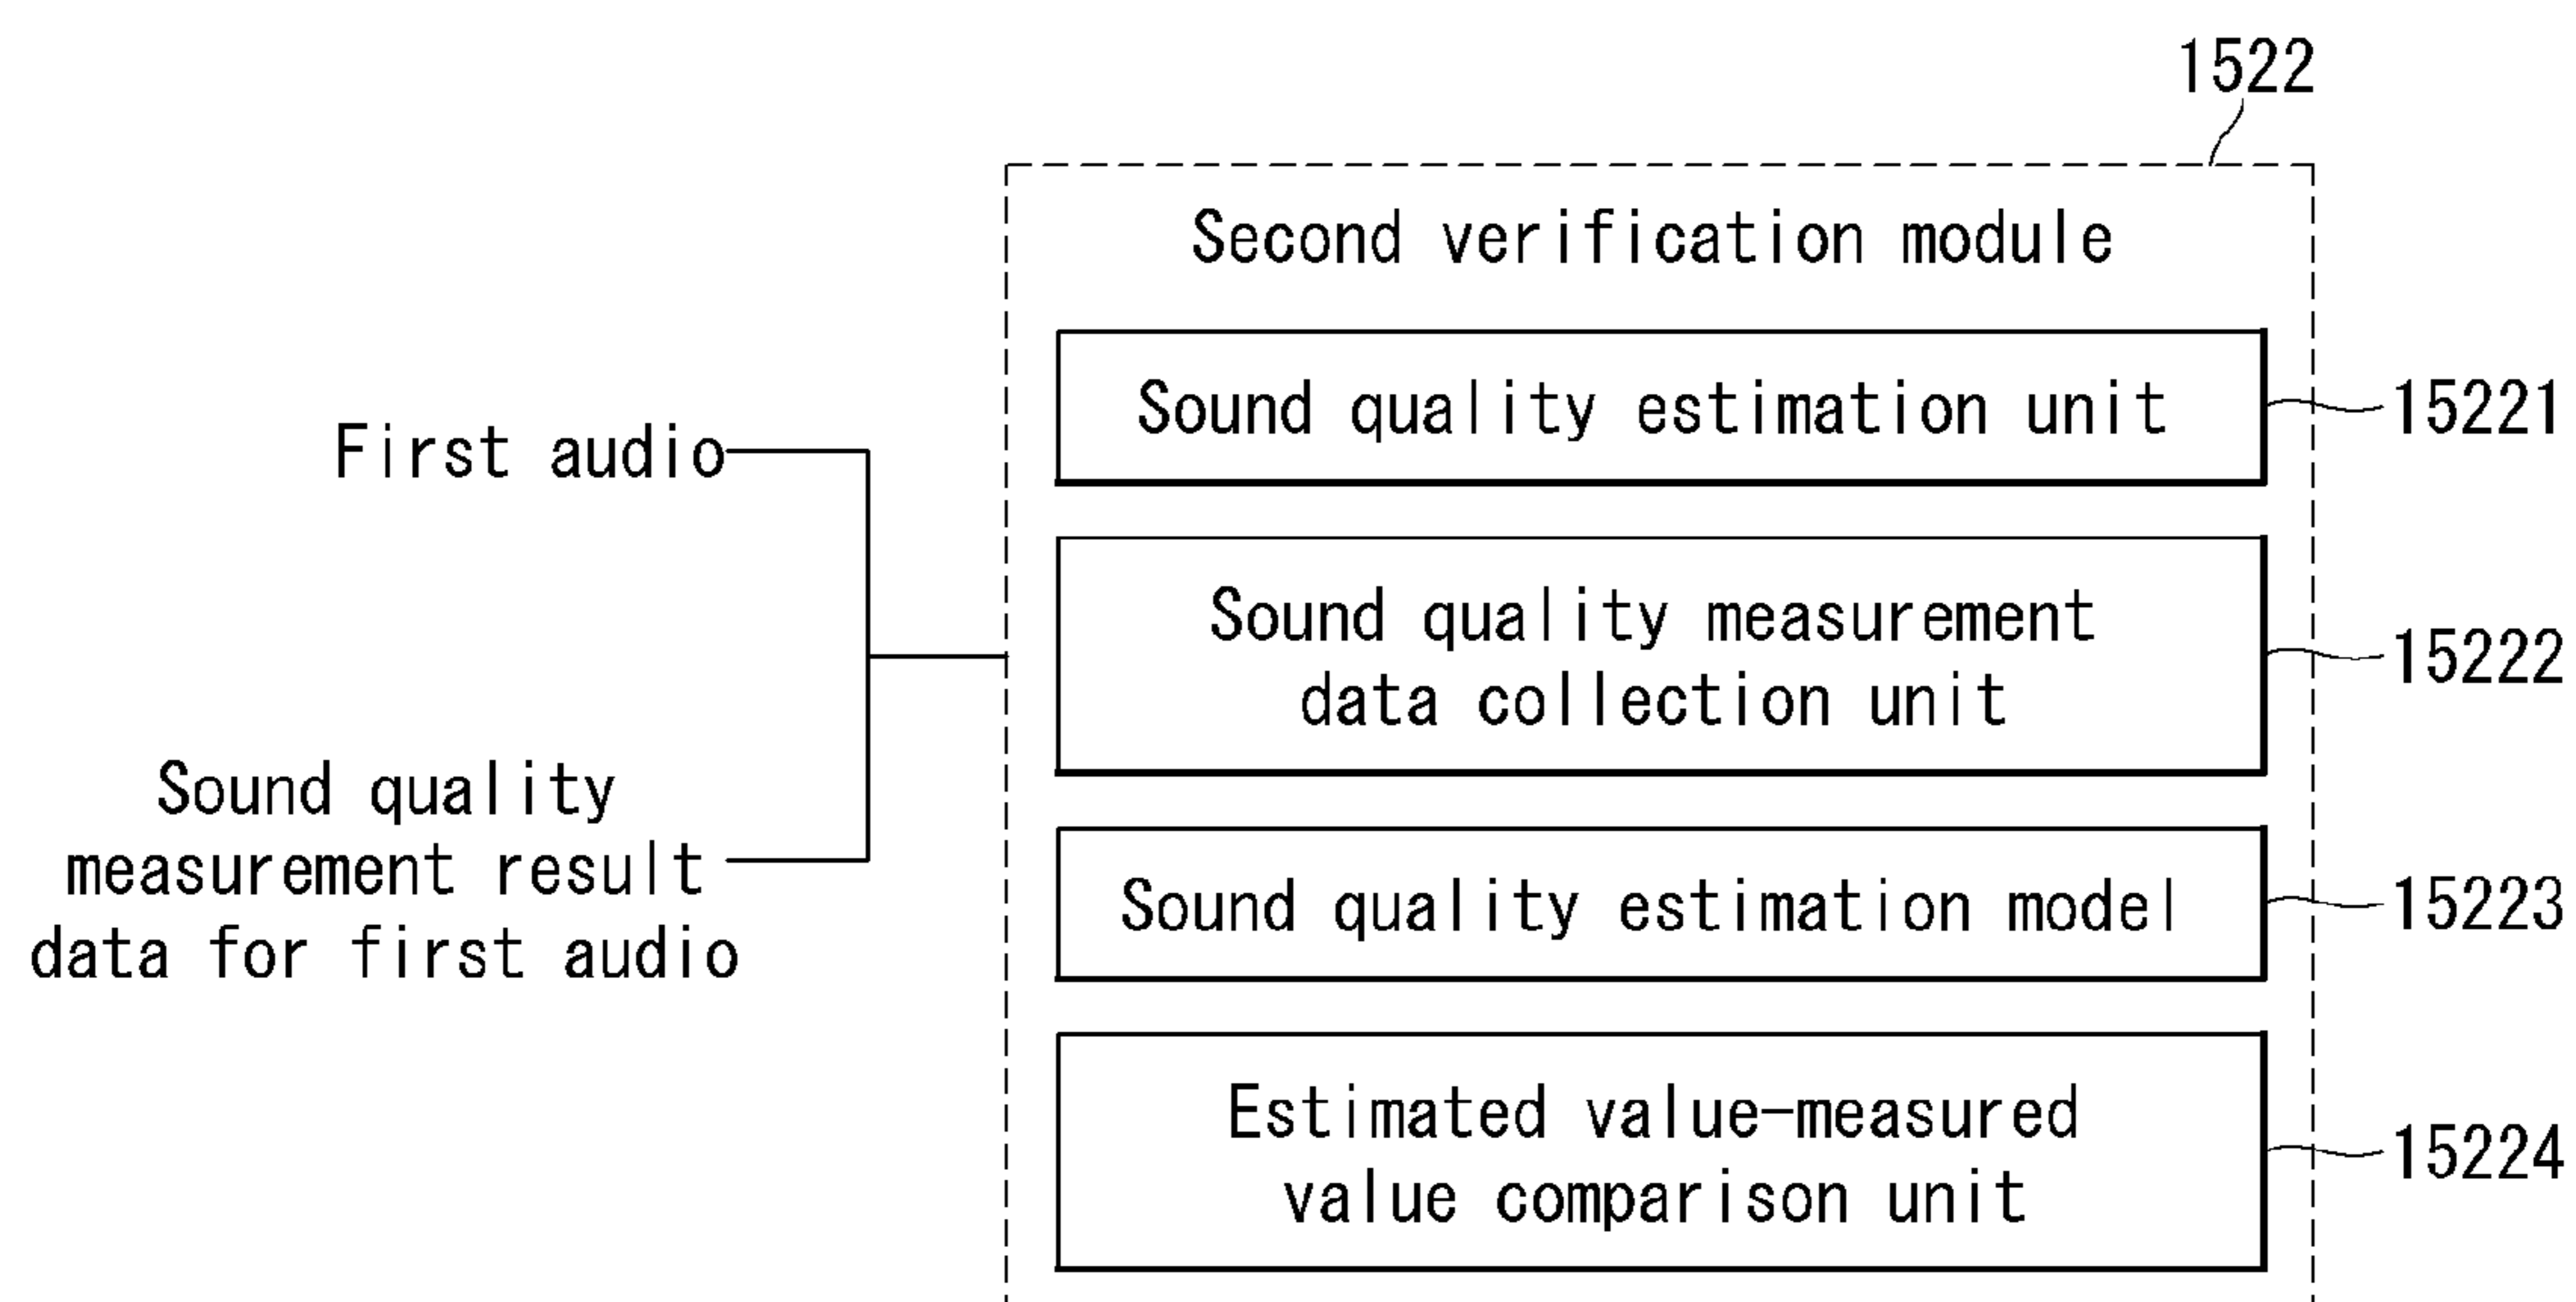 1522
Second verification module
First audio
Sound quality
measurement result
data for first audio
Sound quality estimation unit
15221
Sound quality measurement
data collection unit
15222
Sound quality estimation model
15223
Estimated value-measured
value comparison unit
15224